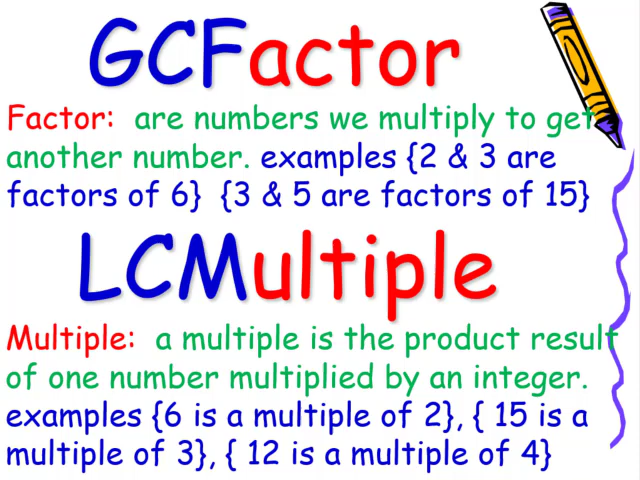 GCFactor
Factor: are numbers we multiply to get
another number. examples {2 & 3 are
factors of 6} {3 & 5 are factors of 15}
LCMultiple
Multiple: a multiple is the product result
of one number multiplied by an integer.
examples {6 is a multiple of 2}, { 15 is a
multiple of 3}, { 12 is a multiple of 4}